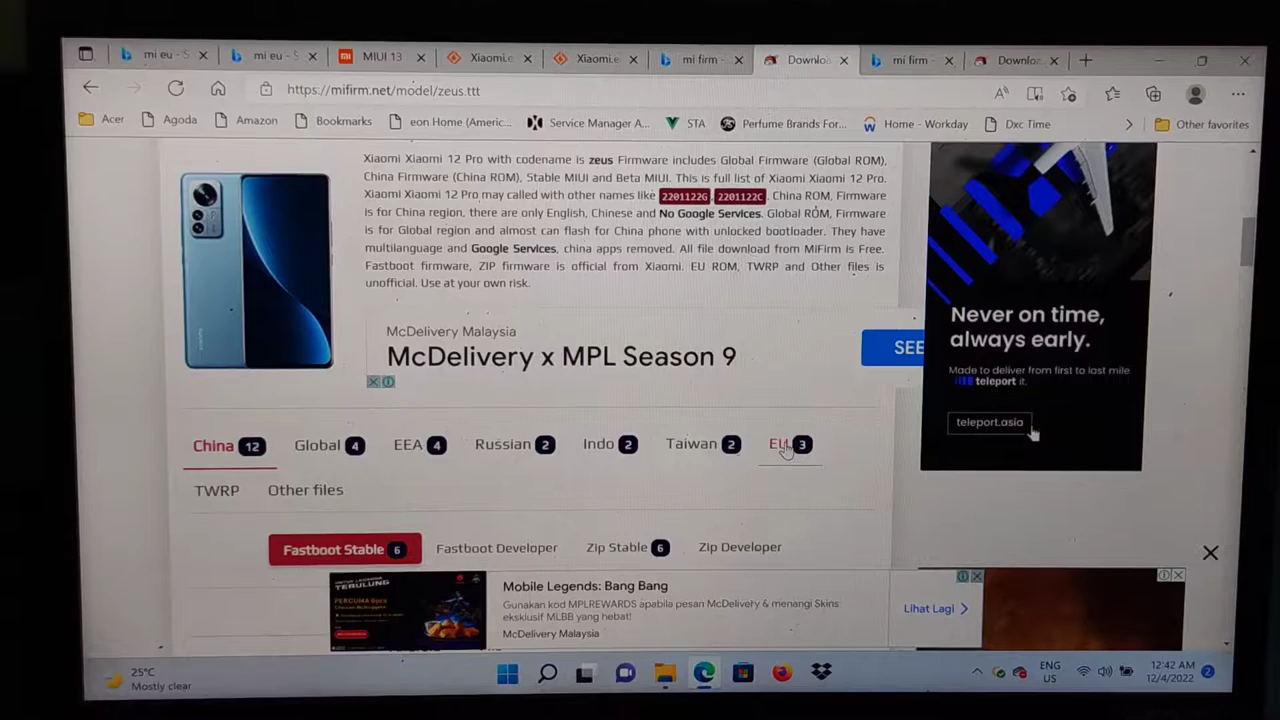 mi eu - S
mi eu - S
MIUI 13
Xiaomi.e
Xiaomi.e
mi firm -
Downloa
mi firm -
Downloa
https://mifirm.net/model/zeus.ttt
Acer
Agoda
Amazon
Bookmarks
eon Home (Americ...
Service Manager A...
STA
Perfume Brands For...
Home - Workday
Dxc Time
Other favorites
Xiaomi Xiaomi 12 Pro with codename is zeus Firmware includes Global Firmware (Global ROM),
China Firmware (China ROM), Stable MIUI and Beta MIUI. This is full list of Xiaomi Xiaomi 12 Pro.
Xiaomi Xiaomi 12 Pro may called with other names like 2201122G, 2201122C. China ROM, Firmware
is for China region, there are only English, Chinese and No Google Services. Global ROM, Firmware
is for Global region and almost can flash for China phone with unlocked bootloader. They have
multilanguage and Google Services, china apps removed. All file download from MiFirm is Free.
Fastboot firmware, ZIP firmware is official from Xiaomi. EU ROM, TWRP and Other files is
unofficial. Use at your own risk.
McDelivery Malaysia
McDelivery x MPL Season 9
SEE
Never on time,
always early.
Made to deliver from first to last mile
teleport it.
teleport.asia
China 12
Global 4
EEA 4
Russian 2
Indo 2
Taiwan 2
EU 3
TWRP
Other files
Fastboot Stable 6
Fastboot Developer
Zip Stable 6
Zip Developer
TERULUNG
Mobile Legends: Bang Bang
Gunakan kod MPLREWARDS apabila pesan McDelivery & menangi Skins
eksklusif MLBB yang hebat!
McDelivery Malaysia
Lihat Lagi
25°C
Mostly clear
ENG
US
12:42 AM
12/4/2022
2